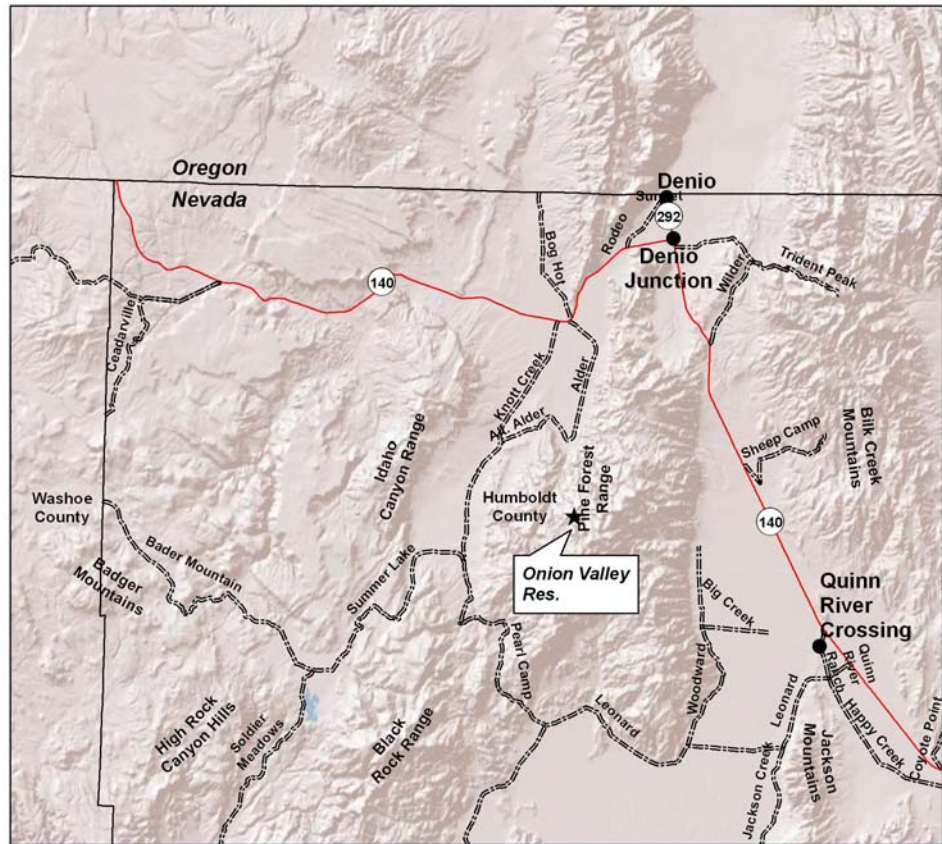 Oregon
Nevada
Denio
Sunset
292
Rodeo
Bog Hot
Denio
Junction
Trident Peak
Wilder
140
Ceadarville
Knott Creek
Alder
Alt. Alder
Idaho
Canyon Range
Sheep Camp
Bilk Creek
Mountains
Washoe
County
Humboldt
County
Pine Forest
Range
140
Bader Mountain
Badger
Mountains
Summer Lake
Onion Valley
Res.
Big Creek
Quinn
River
Crossing
Pearl Camp
Quinn
River
Ranch
High Rock
Canyon Hills
Soldier
Meadows
Black
Rock Range
Leonard
Woodward
Leonard
Happy Creek
Coyote Point
Jackson Creek
Jackson
Mountains